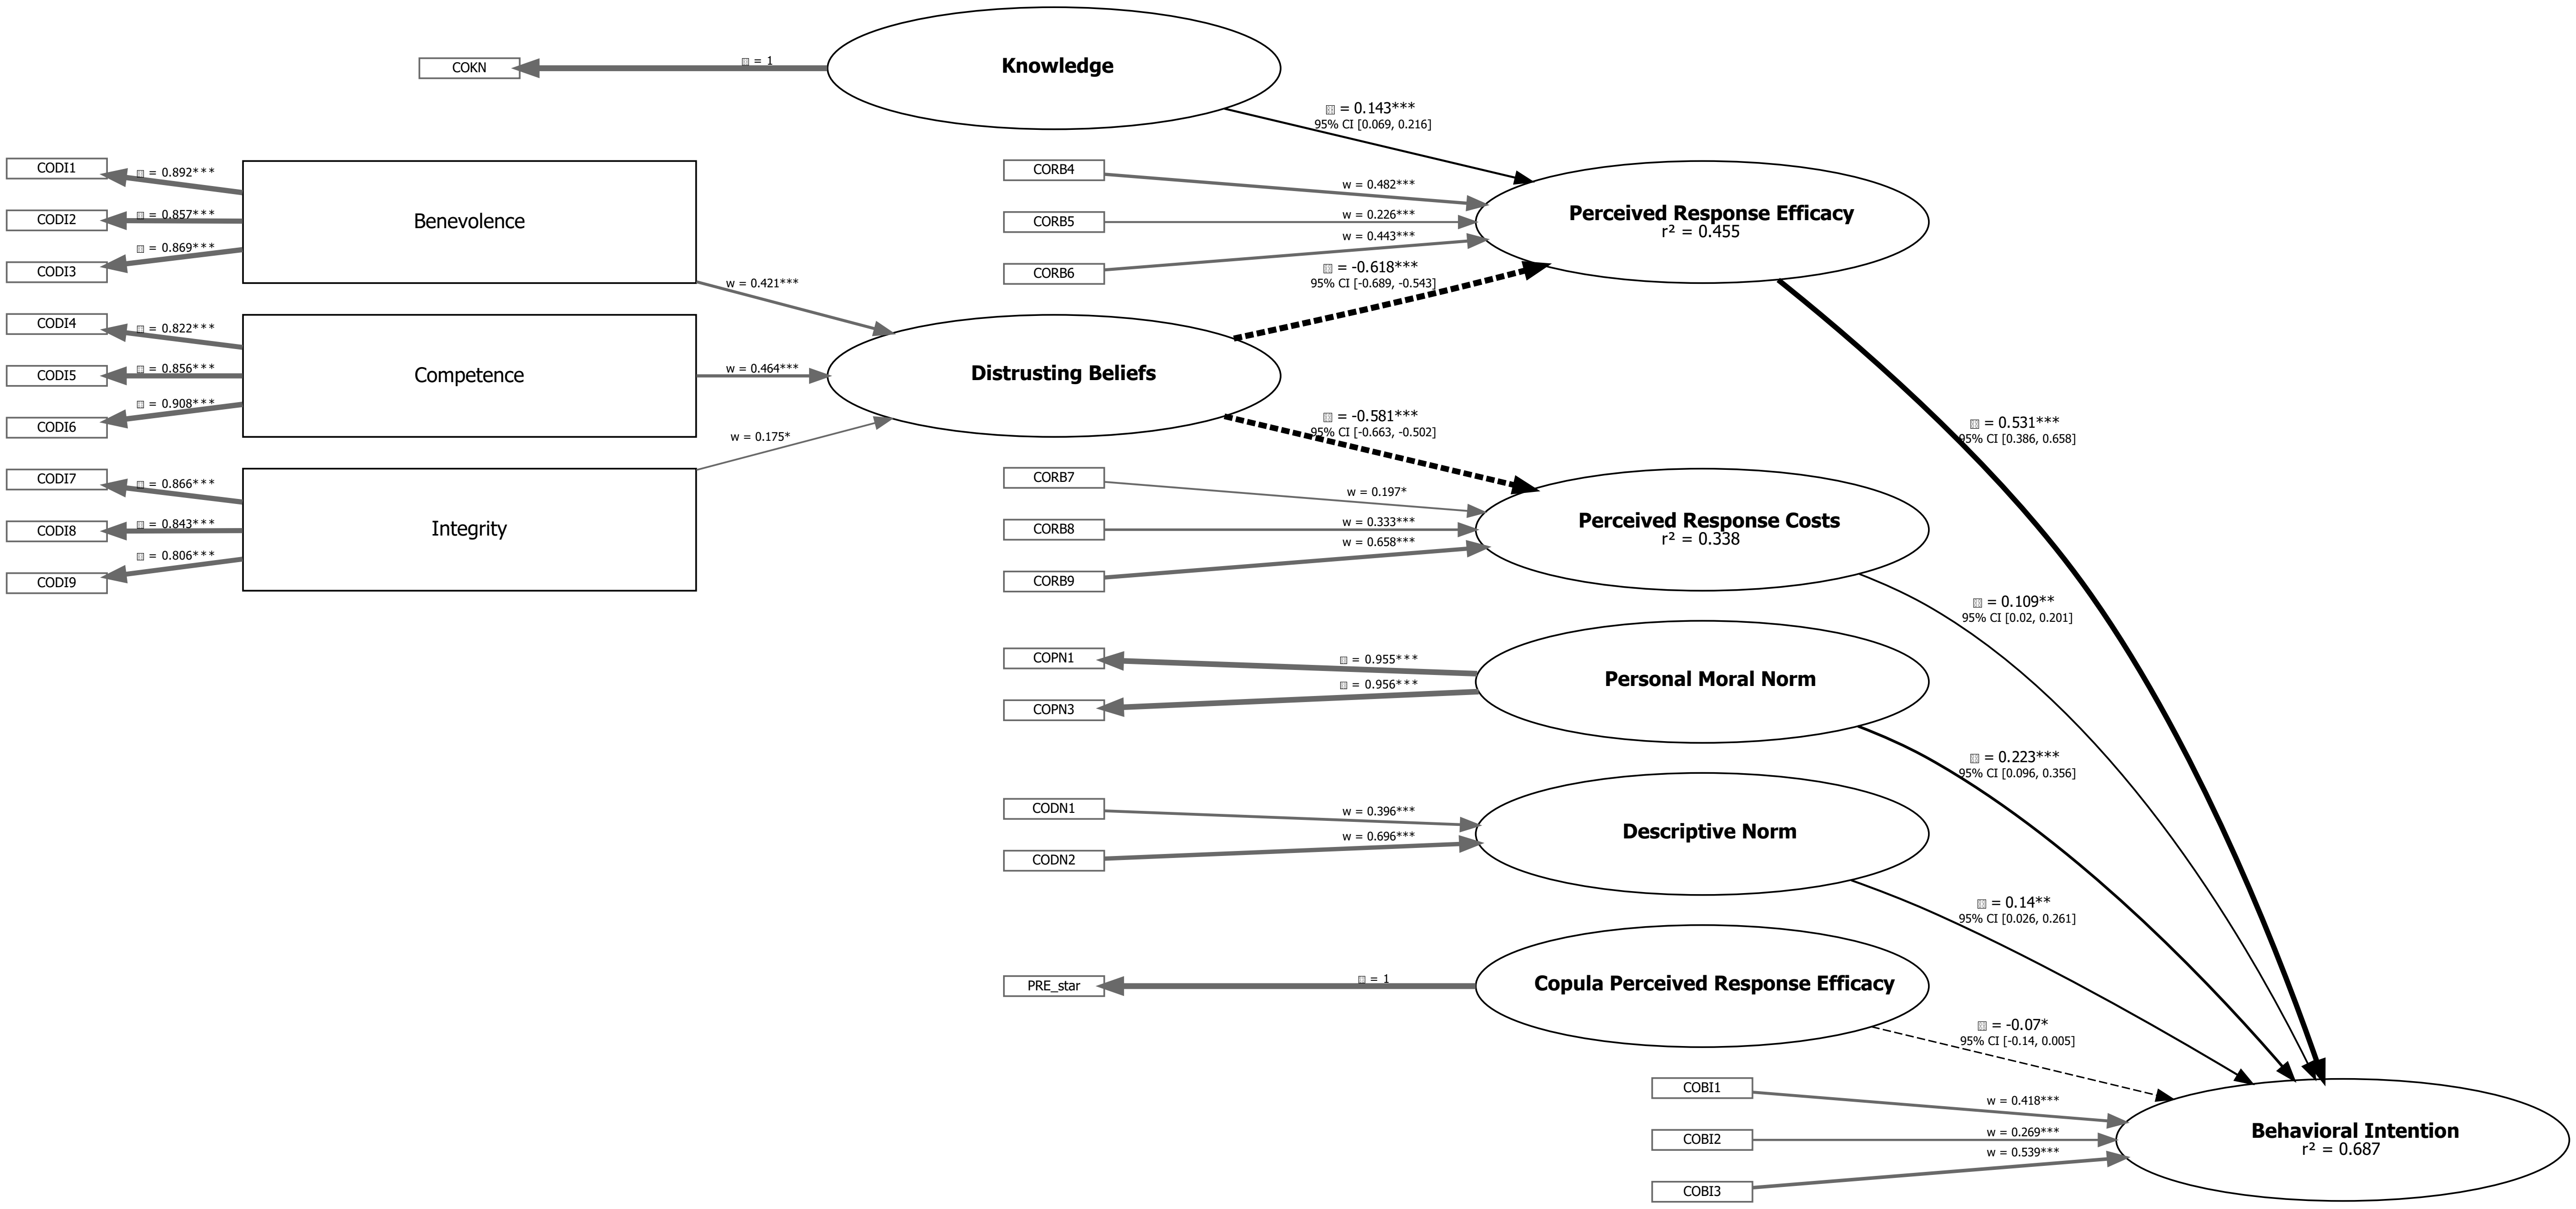 Knowledge
COKN
= 1
= 0.143***
95% CI [0.069, 0.216]
CODI1
= 0.892***
CODI2
= 0.857***
CODI3
= 0.869***
Benevolence
w = 0.421***
CORB4
w = 0.482***
CORB5
w = 0.226***
CORB6
w = 0.443***
Perceived Response Efficacy
r² = 0.455
= -0.618***
95% CI [-0.689, -0.543]
CODI4
= 0.822***
CODI5
= 0.856***
CODI6
= 0.908***
Competence
w = 0.464***
Distrusting Beliefs
= -0.581***
95% CI [-0.663, -0.502]
= 0.531***
95% CI [0.386, 0.658]
CODI7
= 0.866***
CODI8
= 0.843***
CODI9
= 0.806***
Integrity
w = 0.175*
CORB7
w = 0.197*
CORB8
w = 0.333***
CORB9
w = 0.658***
Perceived Response Costs
r² = 0.338
= 0.109**
95% CI [0.02, 0.201]
COPN1
= 0.955***
COPN3
= 0.956***
Personal Moral Norm
= 0.223***
95% CI [0.096, 0.356]
CODN1
w = 0.396***
CODN2
w = 0.696***
Descriptive Norm
= 0.14**
95% CI [0.026, 0.261]
PRE_star
= 1
Copula Perceived Response Efficacy
= -0.07*
95% CI [-0.14, 0.005]
COBI1
w = 0.418***
COBI2
w = 0.269***
COBI3
w = 0.539***
Behavioral Intention
r² = 0.687